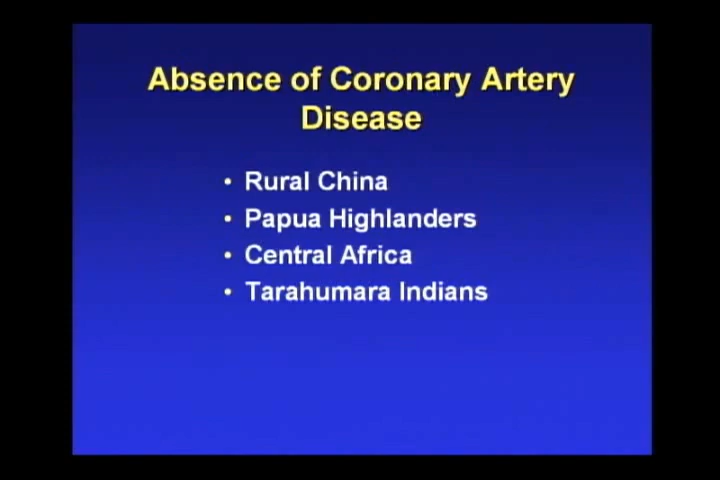 Absence of Coronary Artery
Disease
• Rural China
• Papua Highlanders
• Central Africa
• Tarahumara Indians